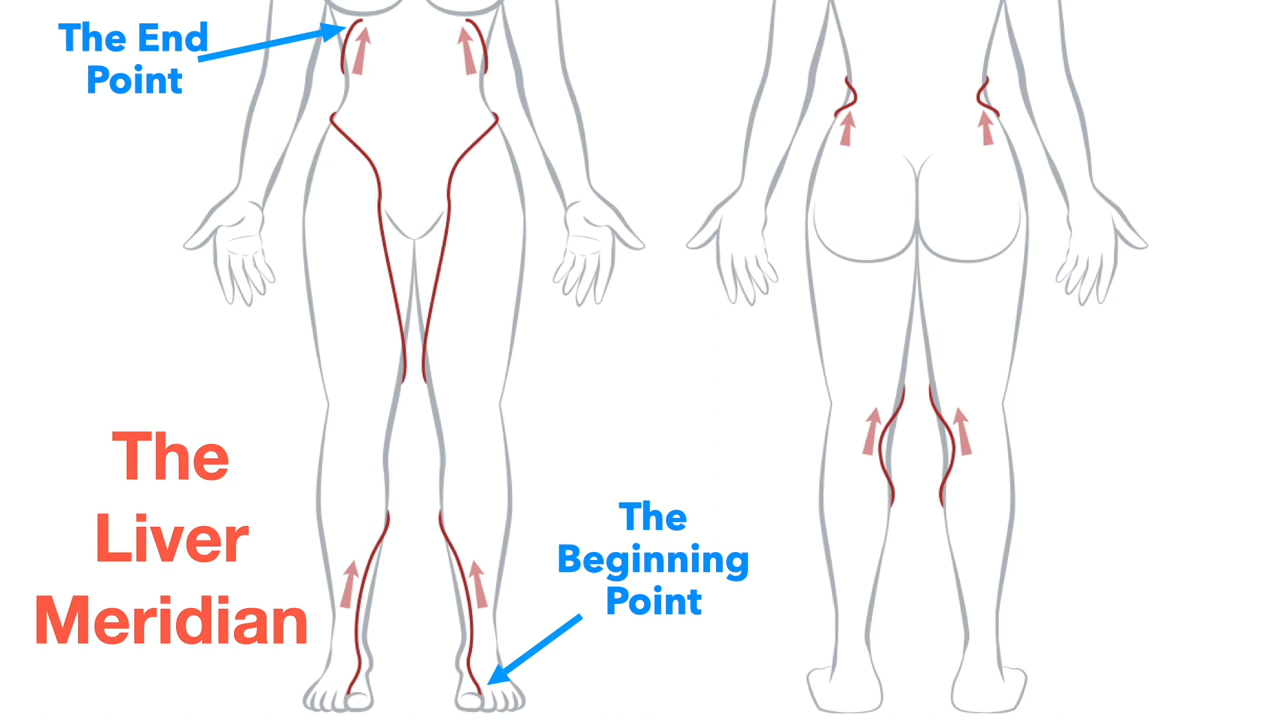 The End
Point
The
Liver
Meridian
The
Beginning
Point